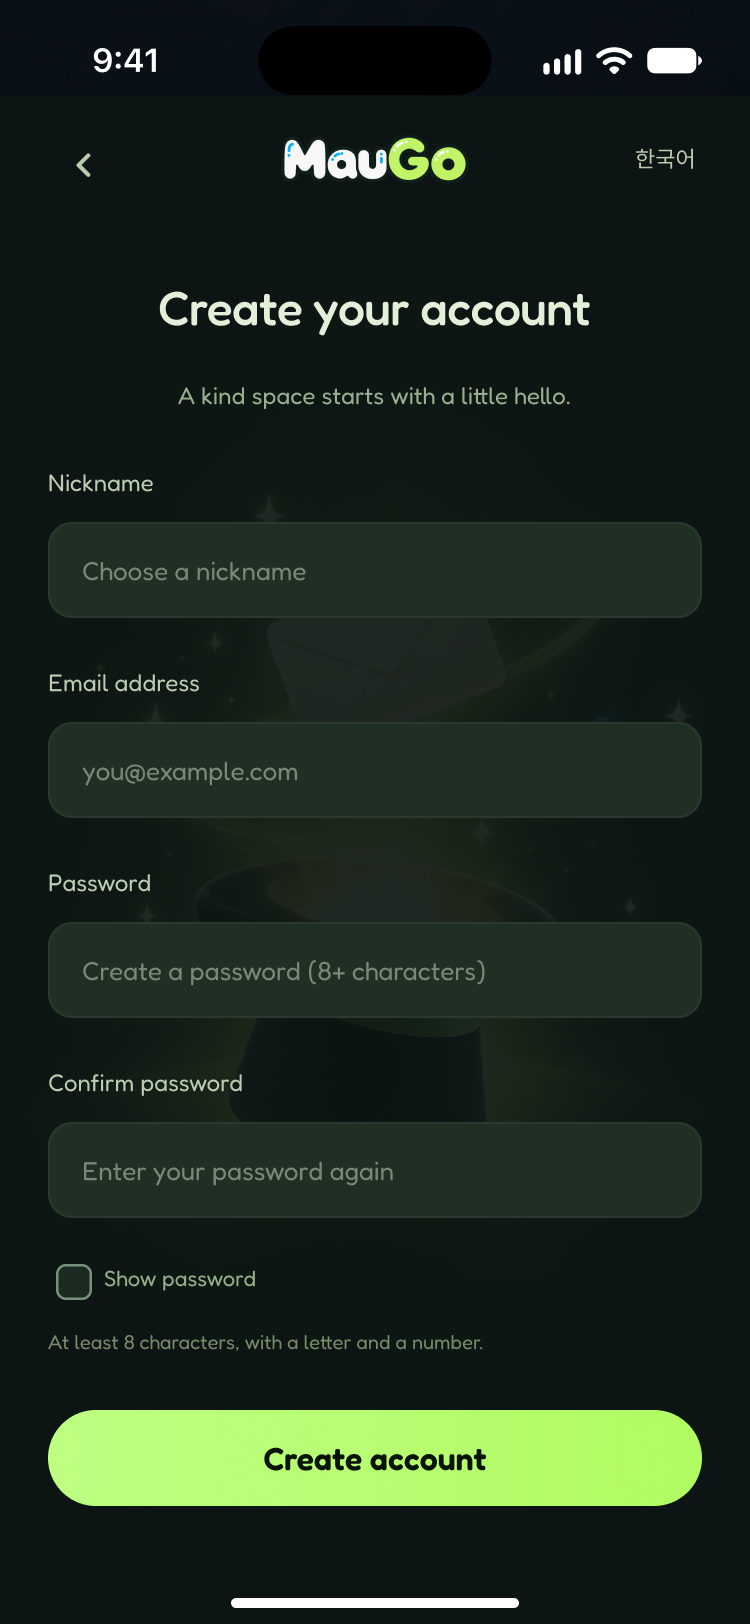 9:41
MauGo
한국어
Create your account
A kind space starts with a little hello.
Nickname
Choose a nickname
Email address
you@example.com
Password
Create a password (8+ characters)
Confirm password
Enter your password again
Show password
At least 8 characters, with a letter and a number.
Create account